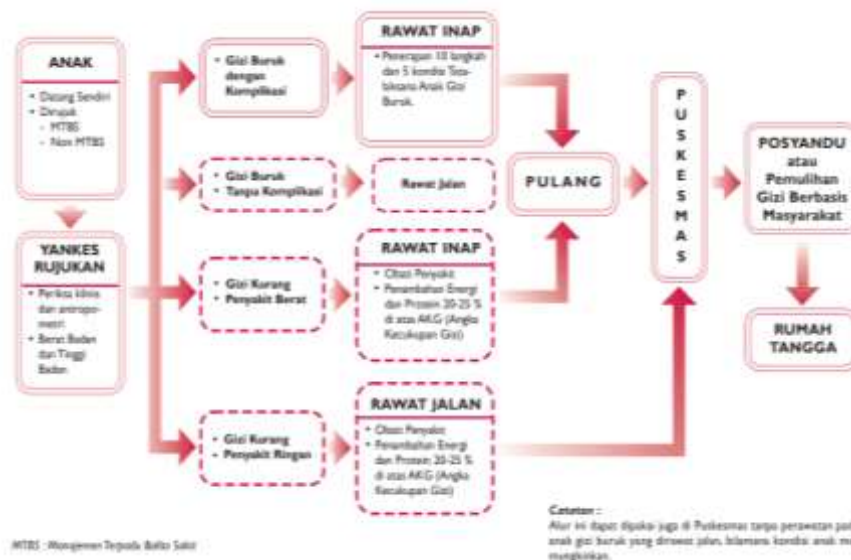 ANAK
• Datang Sendiri
• Dirujuk
- MTBS
- Non MTBS
YANKES
RUJUKAN
• Periksa klinis
dan antropo-
metri
• Berat Badan
dan Tinggi
Badan
• Gizi Buruk
dengan
Komplikasi
RAWAT INAP
• Penerapan 10 langkah
dan 5 kondisi Tata-
laksana Anak Gizi
Buruk.
• Gizi Buruk
• Tanpa Komplikasi
Rawat Jalan
• Gizi Kurang
• Penyakit Berat
RAWAT INAP
• Obati Penyakit
• Penambahan Energi
dan Protein 20-25 %
di atas AKG (Angka
Kecukupan Gizi)
• Gizi Kurang
- Penyakit Ringan
RAWAT JALAN
• Obati Penyakit
• Penambahan Energi
dan Protein 20-25 %
di atas AKG (Angka
Kecukupan Gizi)
PULANG
P
U
S
K
E
S
M
A
S
POSYANDU
atau
Pemulihan
Gizi Berbasis
Masyarakat
RUMAH
TANGGA
MTBS : Manajemen Terpadu Balita Sakit
Catatan :
Alur ini dapat dipakai juga di Puskesmas tanpa perawatan
anak gizi buruk yang dirawat jalan, bilamana kondisi anak
mungkinkan.